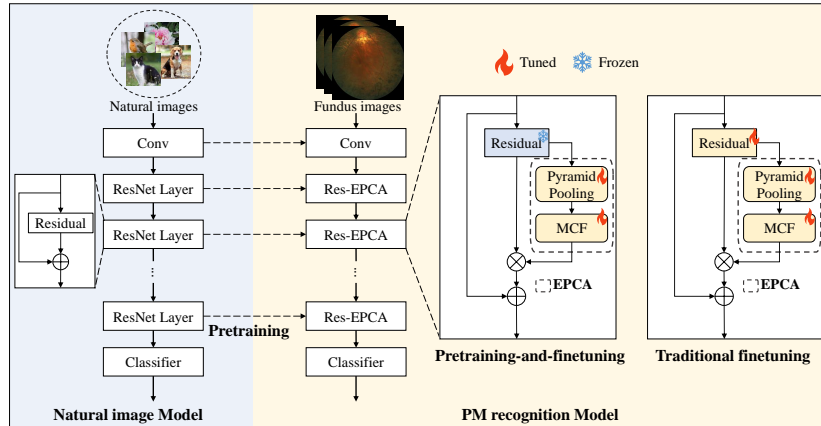 Natural images
Conv
ResNet Layer
ResNet Layer
⋮
ResNet Layer
Classifier
Residual
Natural image Model
Pretraining
Fundus images
Conv
Res-EPCA
Res-EPCA
⋮
Res-EPCA
Classifier
Tuned
Frozen
Residual
Pyramid
Pooling
MCF
EPCA
Pretraining-and-finetuning
Residual
Pyramid
Pooling
MCF
EPCA
Traditional finetuning
PM recognition Model